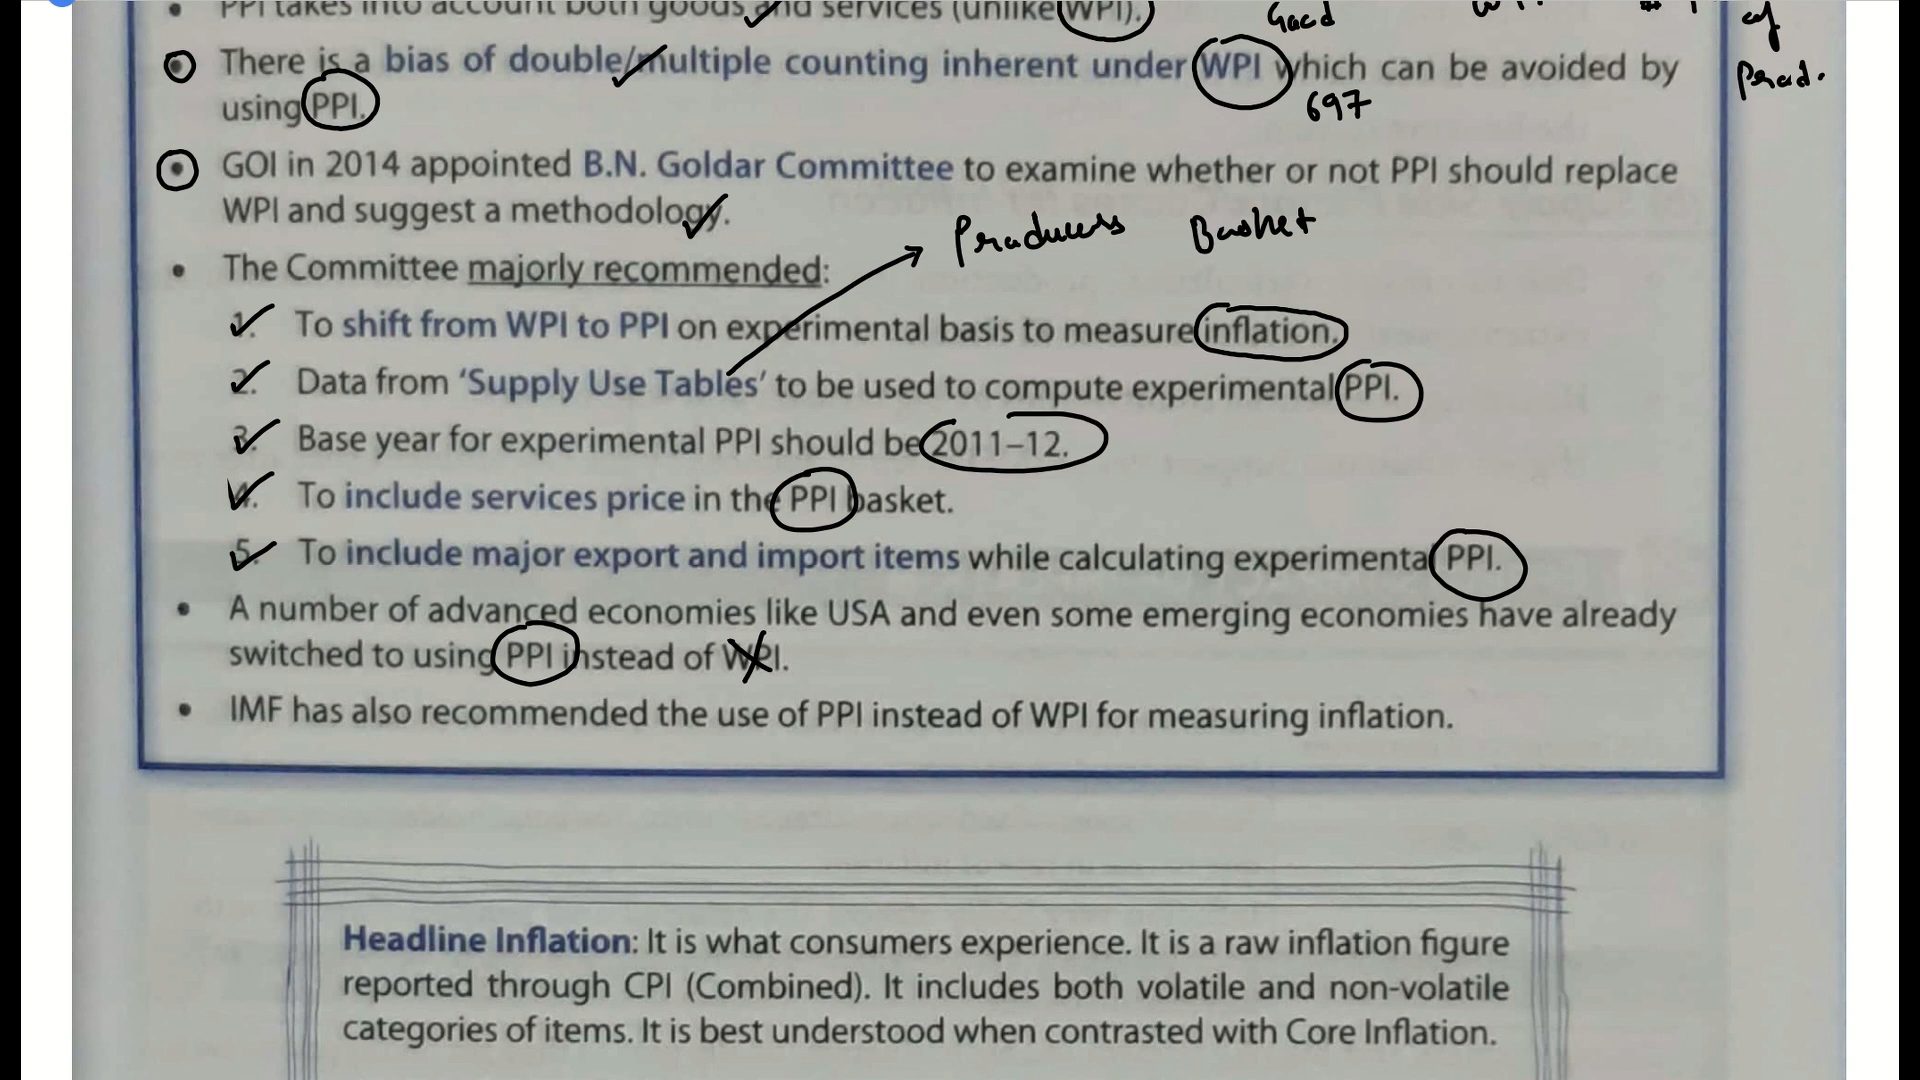 PPI takes into account both goods and services (unlike WPI).
Good
of
There is a bias of double/multiple counting inherent under WPI which can be avoided by
Prod.
using PPI.
697
GOI in 2014 appointed B.N. Goldar Committee to examine whether or not PPI should replace
WPI and suggest a methodology.
Producers Basket
The Committee majorly recommended:
1. To shift from WPI to PPI on experimental basis to measure inflation.
2. Data from ‘Supply Use Tables’ to be used to compute experimental PPI.
3. Base year for experimental PPI should be 2011–12.
4. To include services price in the PPI basket.
5. To include major export and import items while calculating experimental PPI.
A number of advanced economies like USA and even some emerging economies have already
switched to using PPI instead of WPI.
IMF has also recommended the use of PPI instead of WPI for measuring inflation.
Headline Inflation: It is what consumers experience. It is a raw inflation figure
reported through CPI (Combined). It includes both volatile and non-volatile
categories of items. It is best understood when contrasted with Core Inflation.